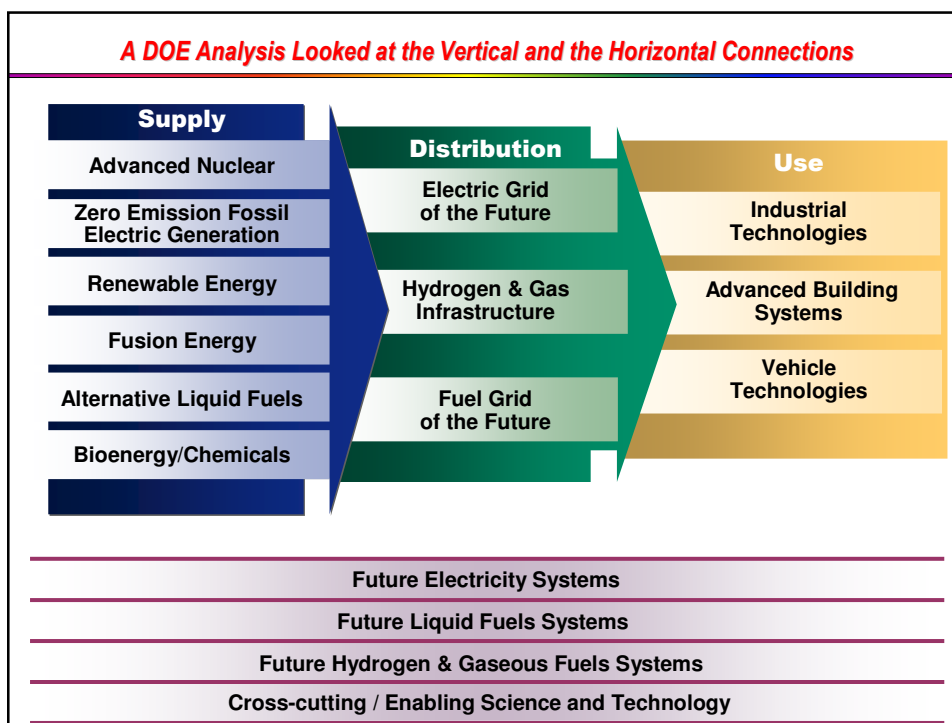 A DOE Analysis Looked at the Vertical and the Horizontal Connections
Supply
Advanced Nuclear
Zero Emission Fossil
Electric Generation
Renewable Energy
Fusion Energy
Alternative Liquid Fuels
Bioenergy/Chemicals
Distribution
Electric Grid
of the Future
Hydrogen & Gas
Infrastructure
Fuel Grid
of the Future
Use
Industrial
Technologies
Advanced Building
Systems
Vehicle
Technologies
Future Electricity Systems
Future Liquid Fuels Systems
Future Hydrogen & Gaseous Fuels Systems
Cross-cutting / Enabling Science and Technology